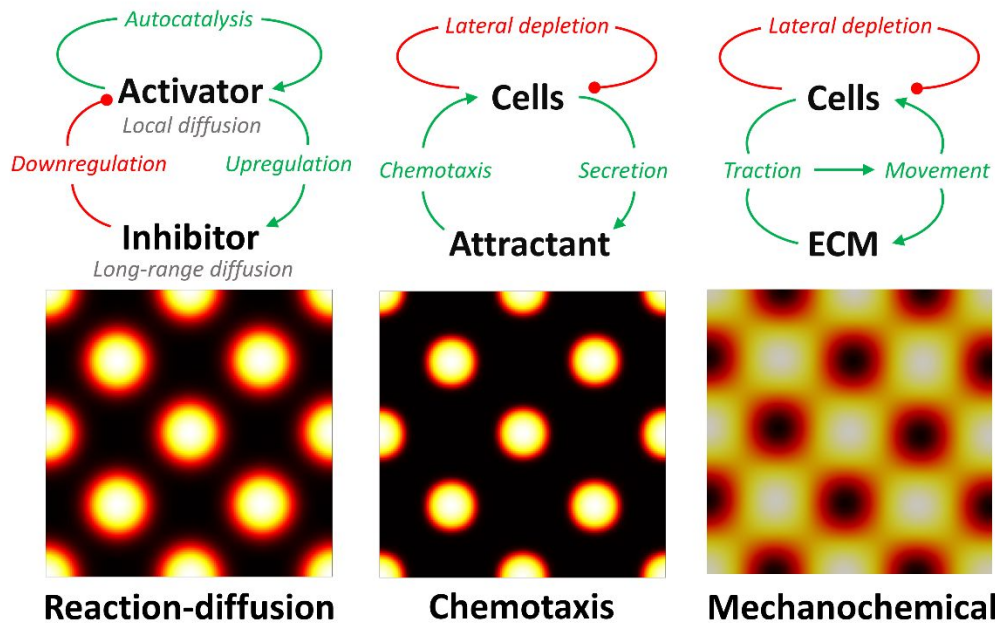 Autocatalysis
Activator
Local diffusion
Downregulation
Upregulation
Inhibitor
Long-range diffusion
Reaction-diffusion
Lateral depletion
Cells
Chemotaxis
Secretion
Attractant
Chemotaxis
Lateral depletion
Cells
Traction
Movement
ECM
Mechanochemical